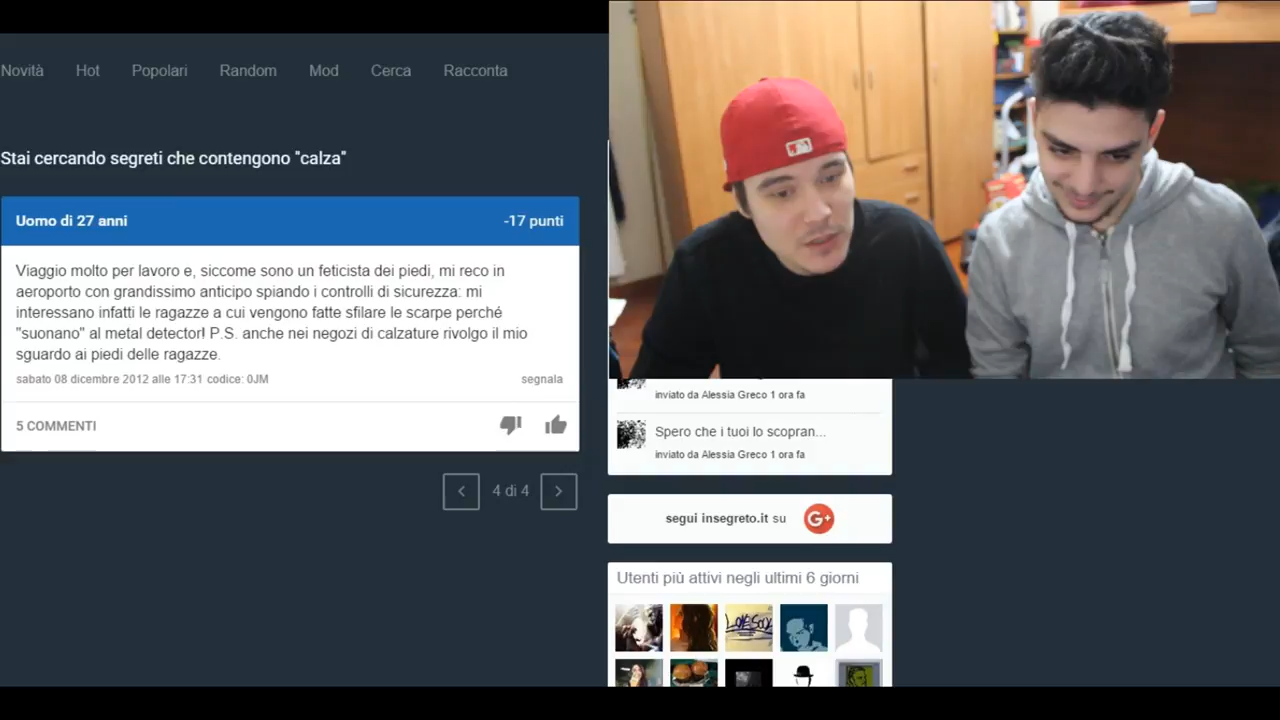 Novità Hot Popolari Random Mod Cerca Racconta
Stai cercando segreti che contengono "calza"
Uomo di 27 anni -17 punti
Viaggio molto per lavoro e, siccome sono un feticista dei piedi, mi reco in
aeroporto con grandissimo anticipo spiando i controlli di sicurezza: mi
interessano infatti le ragazze a cui vengono fatte sfilare le scarpe perché
"suonano" al metal detector! P.S. anche nei negozi di calzature rivolgo il mio
sguardo ai piedi delle ragazze.
sabato 08 dicembre 2012 alle 17:31 codice: 0JM segnala
5 COMMENTI
4 di 4
inviato da Alessia Greco 1 ora fa
Spero che i tuoi lo scopran...
inviato da Alessia Greco 1 ora fa
segui insegreto.it su G+
Utenti più attivi negli ultimi 6 giorni